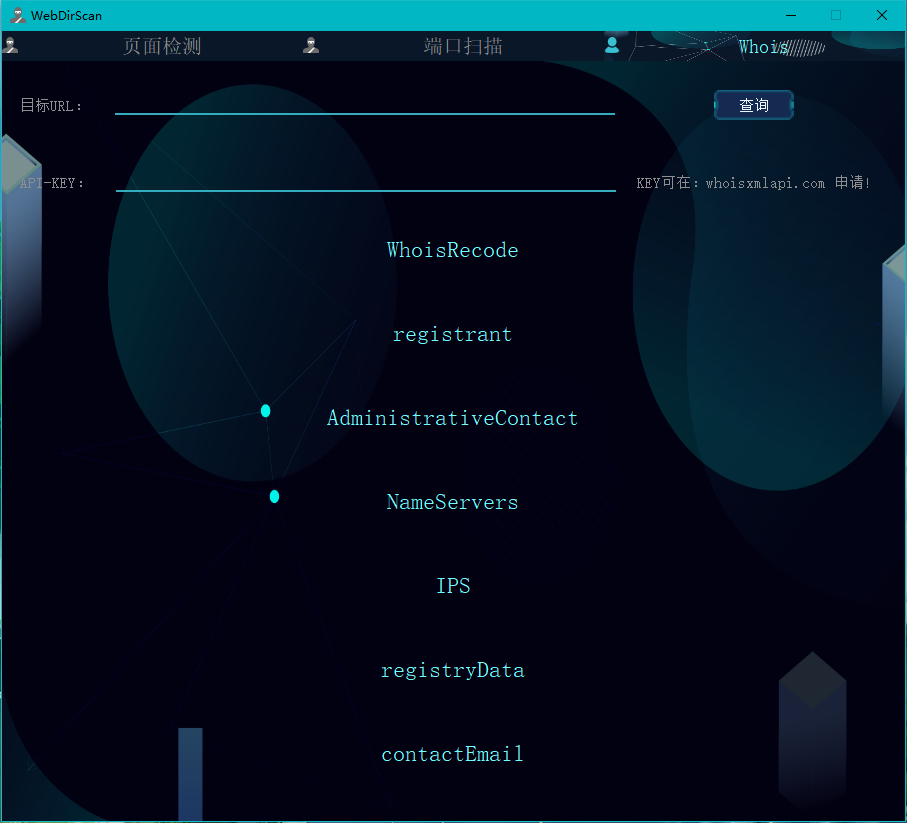 WebDirScan
页面检测 端口扫描 Whois
目标URL: 查询
API-KEY: KEY可在: whoisxmlapi.com 申请!
WhoisRecode
registrant
AdministrativeContact
NameServers
IPS
registryData
contactEmail